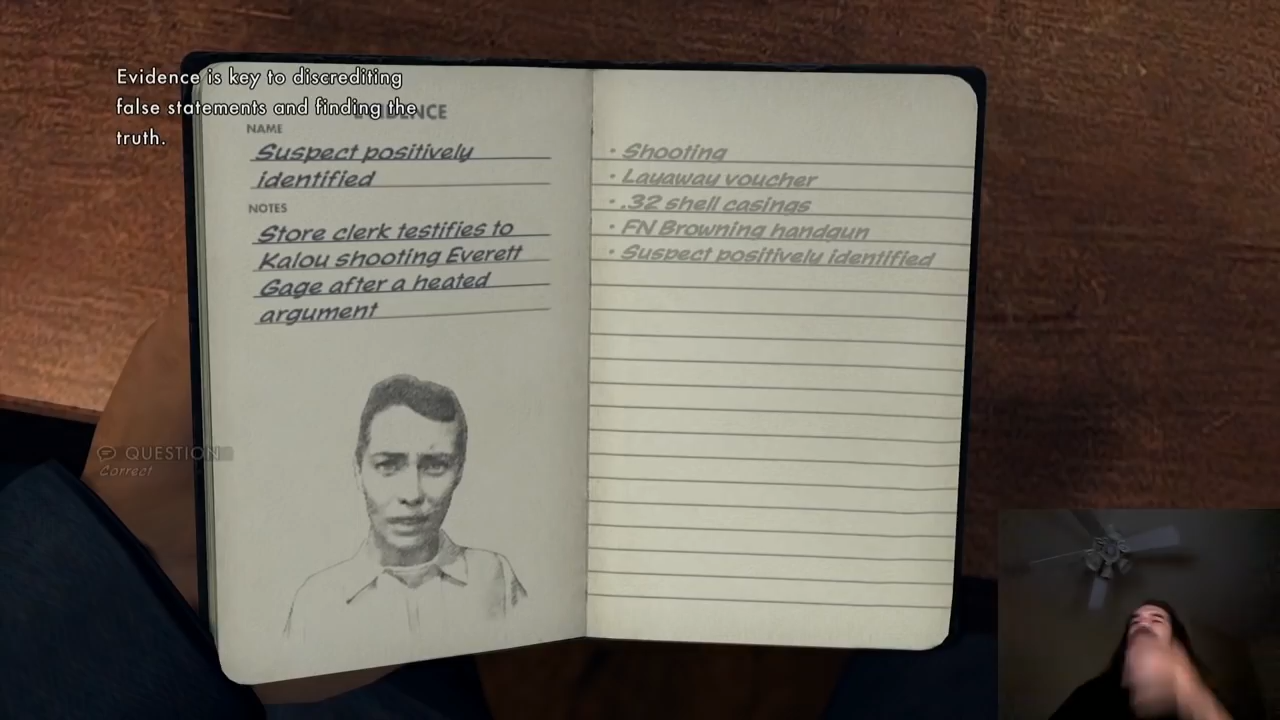 Evidence is key to discrediting
false statements and finding the
truth.
EVIDENCE
NAME
Suspect positively
identified
NOTES
Store clerk testifies to
Kalou shooting Everett
Gage after a heated
argument
• Shooting
• Layaway voucher
• .32 shell casings
• FN Browning handgun
• Suspect positively identified
QUESTION
Correct